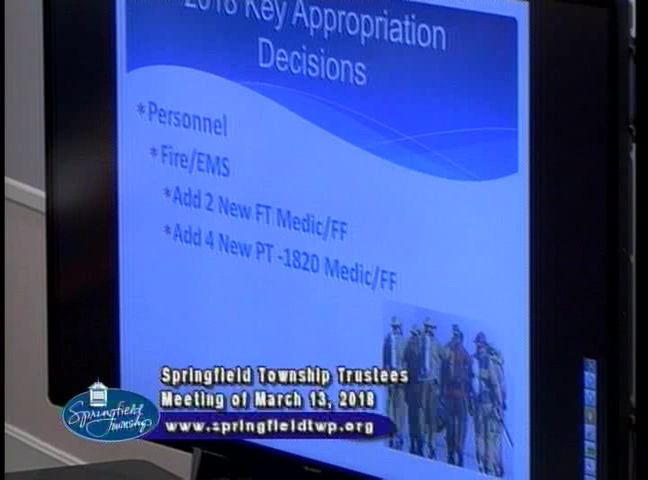 2018 Key Appropriation
Decisions
*Personnel
*Fire/EMS
*Add 2 New FT Medic/FF
*Add 4 New PT -1820 Medic/FF
Springfield Township Trustees
Meeting of March 13, 2018
www.springfieldtwp.org
Springfield
Township